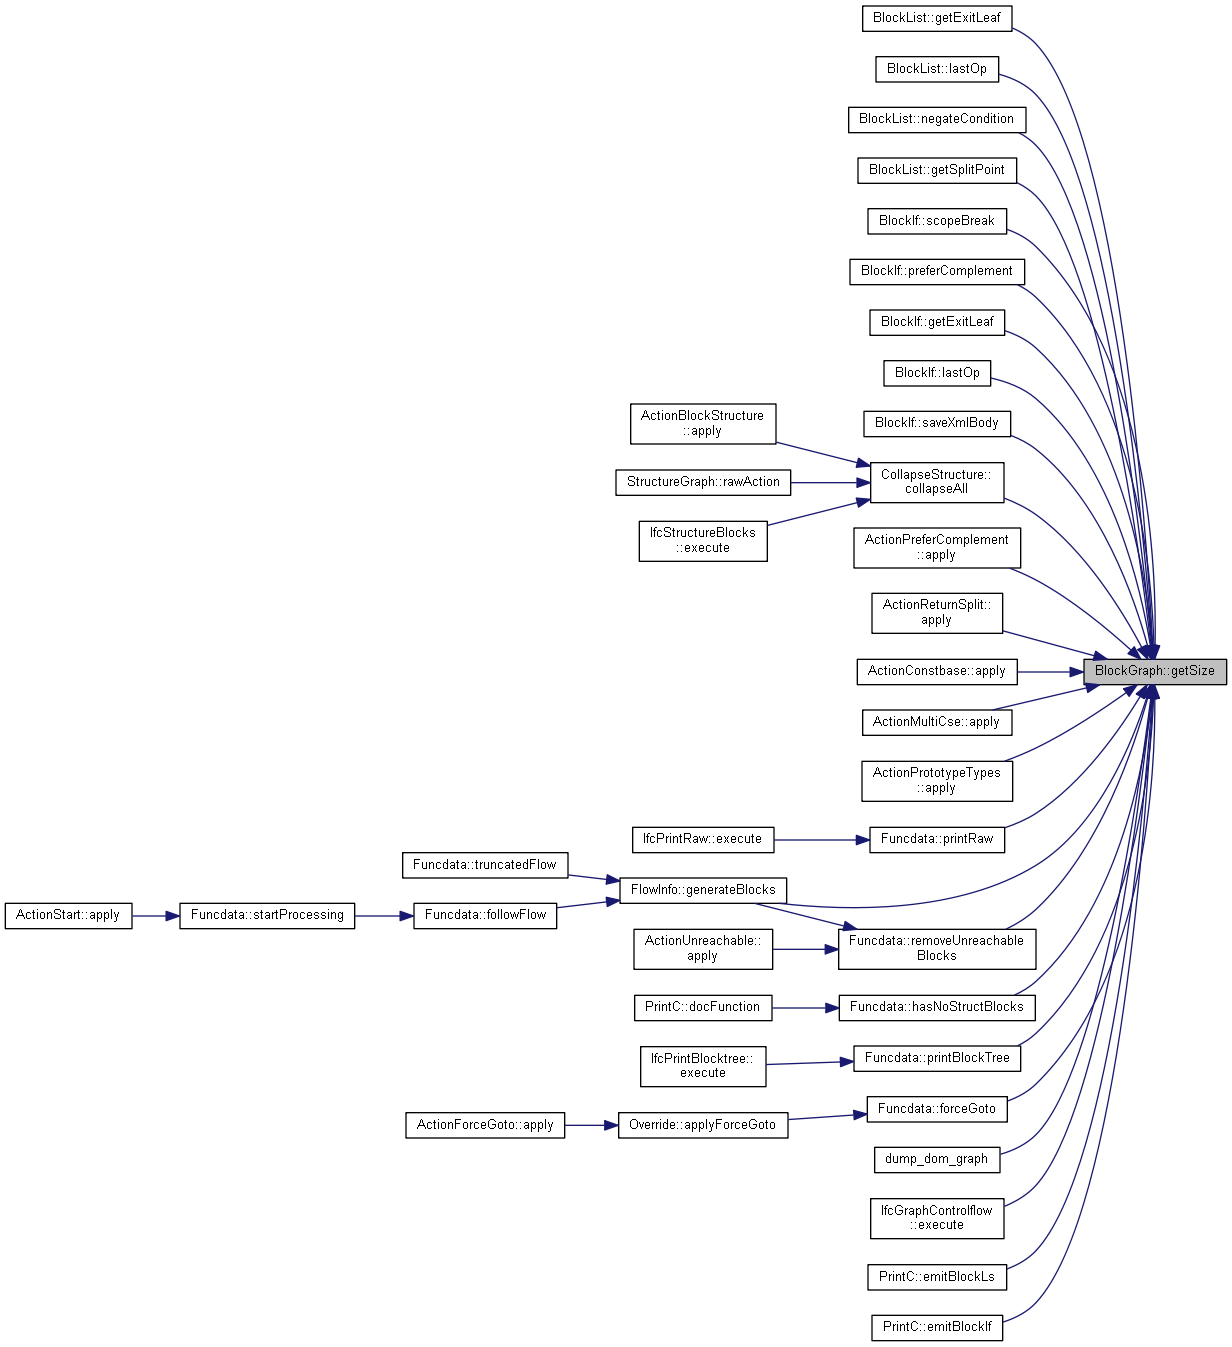 BlockList::getExitLeaf
BlockList::lastOp
BlockList::negateCondition
BlockList::getSplitPoint
BlockIf::scopeBreak
BlockIf::preferComplement
BlockIf::getExitLeaf
BlockIf::lastOp
BlockIf::saveXmlBody
ActionBlockStructure
::apply
StructureGraph::rawAction
IfcStructureBlocks
::execute
CollapseStructure::
collapseAll
ActionPreferComplement
::apply
ActionReturnSplit::
apply
ActionConstbase::apply
BlockGraph::getSize
ActionMultiCse::apply
ActionPrototypeTypes
::apply
IfcPrintRaw::execute
Funcdata::printRaw
Funcdata::truncatedFlow
FlowInfo::generateBlocks
ActionStart::apply
Funcdata::startProcessing
Funcdata::followFlow
ActionUnreachable::
apply
Funcdata::removeUnreachable
Blocks
PrintC::docFunction
Funcdata::hasNoStructBlocks
IfcPrintBlocktree::
execute
Funcdata::printBlockTree
ActionForceGoto::apply
Override::applyForceGoto
Funcdata::forceGoto
dump_dom_graph
IfcGraphControlflow
::execute
PrintC::emitBlockLs
PrintC::emitBlockIf